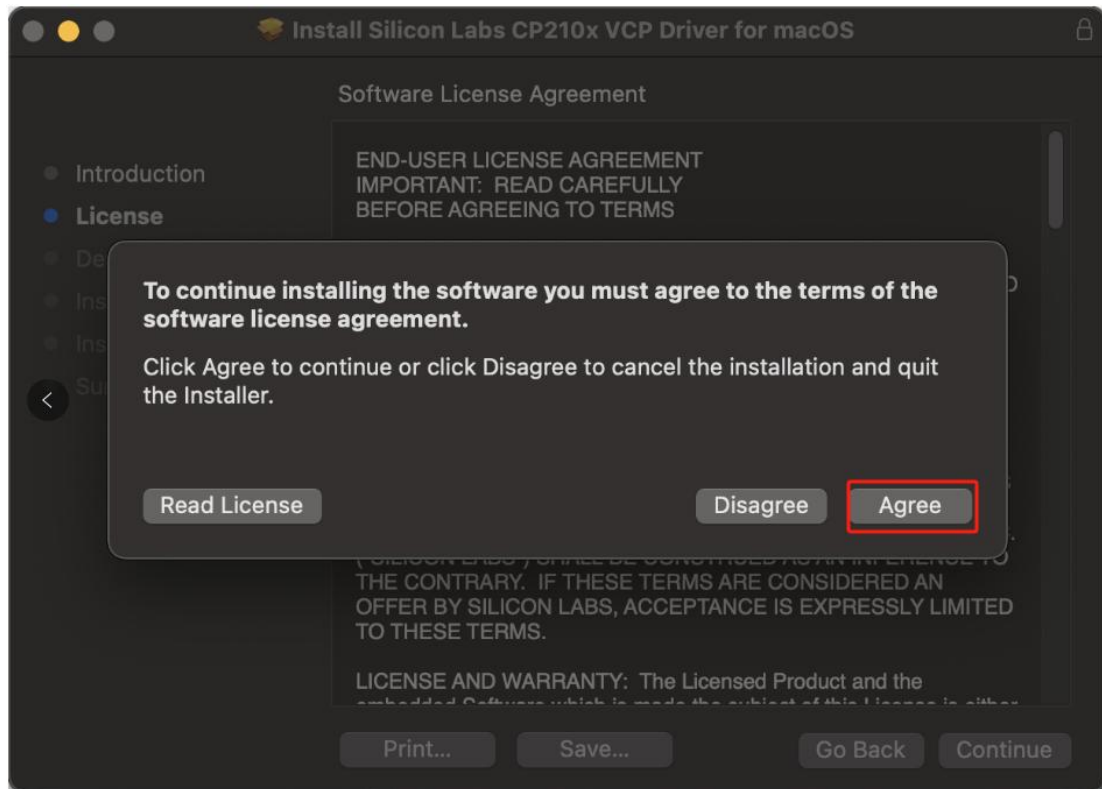 Install Silicon Labs CP210x VCP Driver for macOS
Software License Agreement
Introduction
License
END-USER LICENSE AGREEMENT
IMPORTANT: READ CAREFULLY
BEFORE AGREEING TO TERMS
To continue installing the software you must agree to the terms of the
software license agreement.
Click Agree to continue or click Disagree to cancel the installation and quit
the Installer.
Read License
Disagree
Agree
THE CONTRARY. IF THESE TERMS ARE CONSIDERED AN
OFFER BY SILICON LABS, ACCEPTANCE IS EXPRESSLY LIMITED
TO THESE TERMS.
LICENSE AND WARRANTY: The Licensed Product and the
Print...
Save...
Go Back
Continue